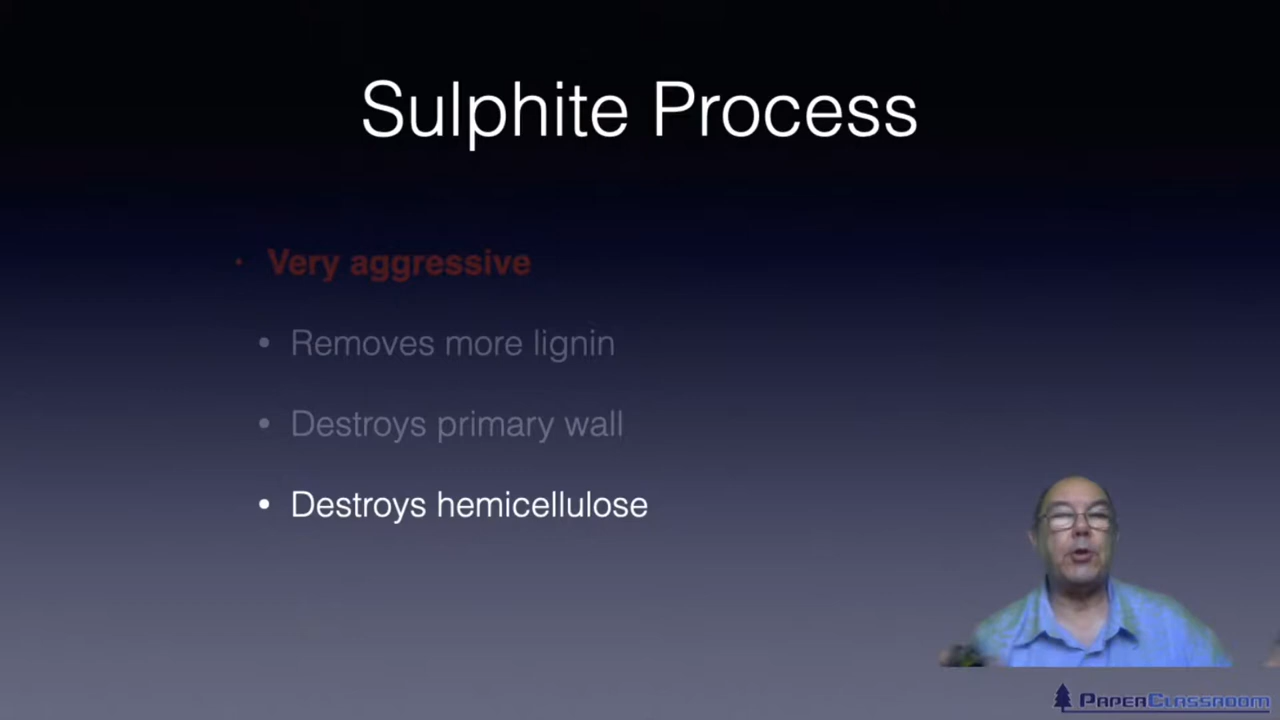 Sulphite Process
• Very aggressive
• Removes more lignin
• Destroys primary wall
• Destroys hemicellulose
PaperClassroom